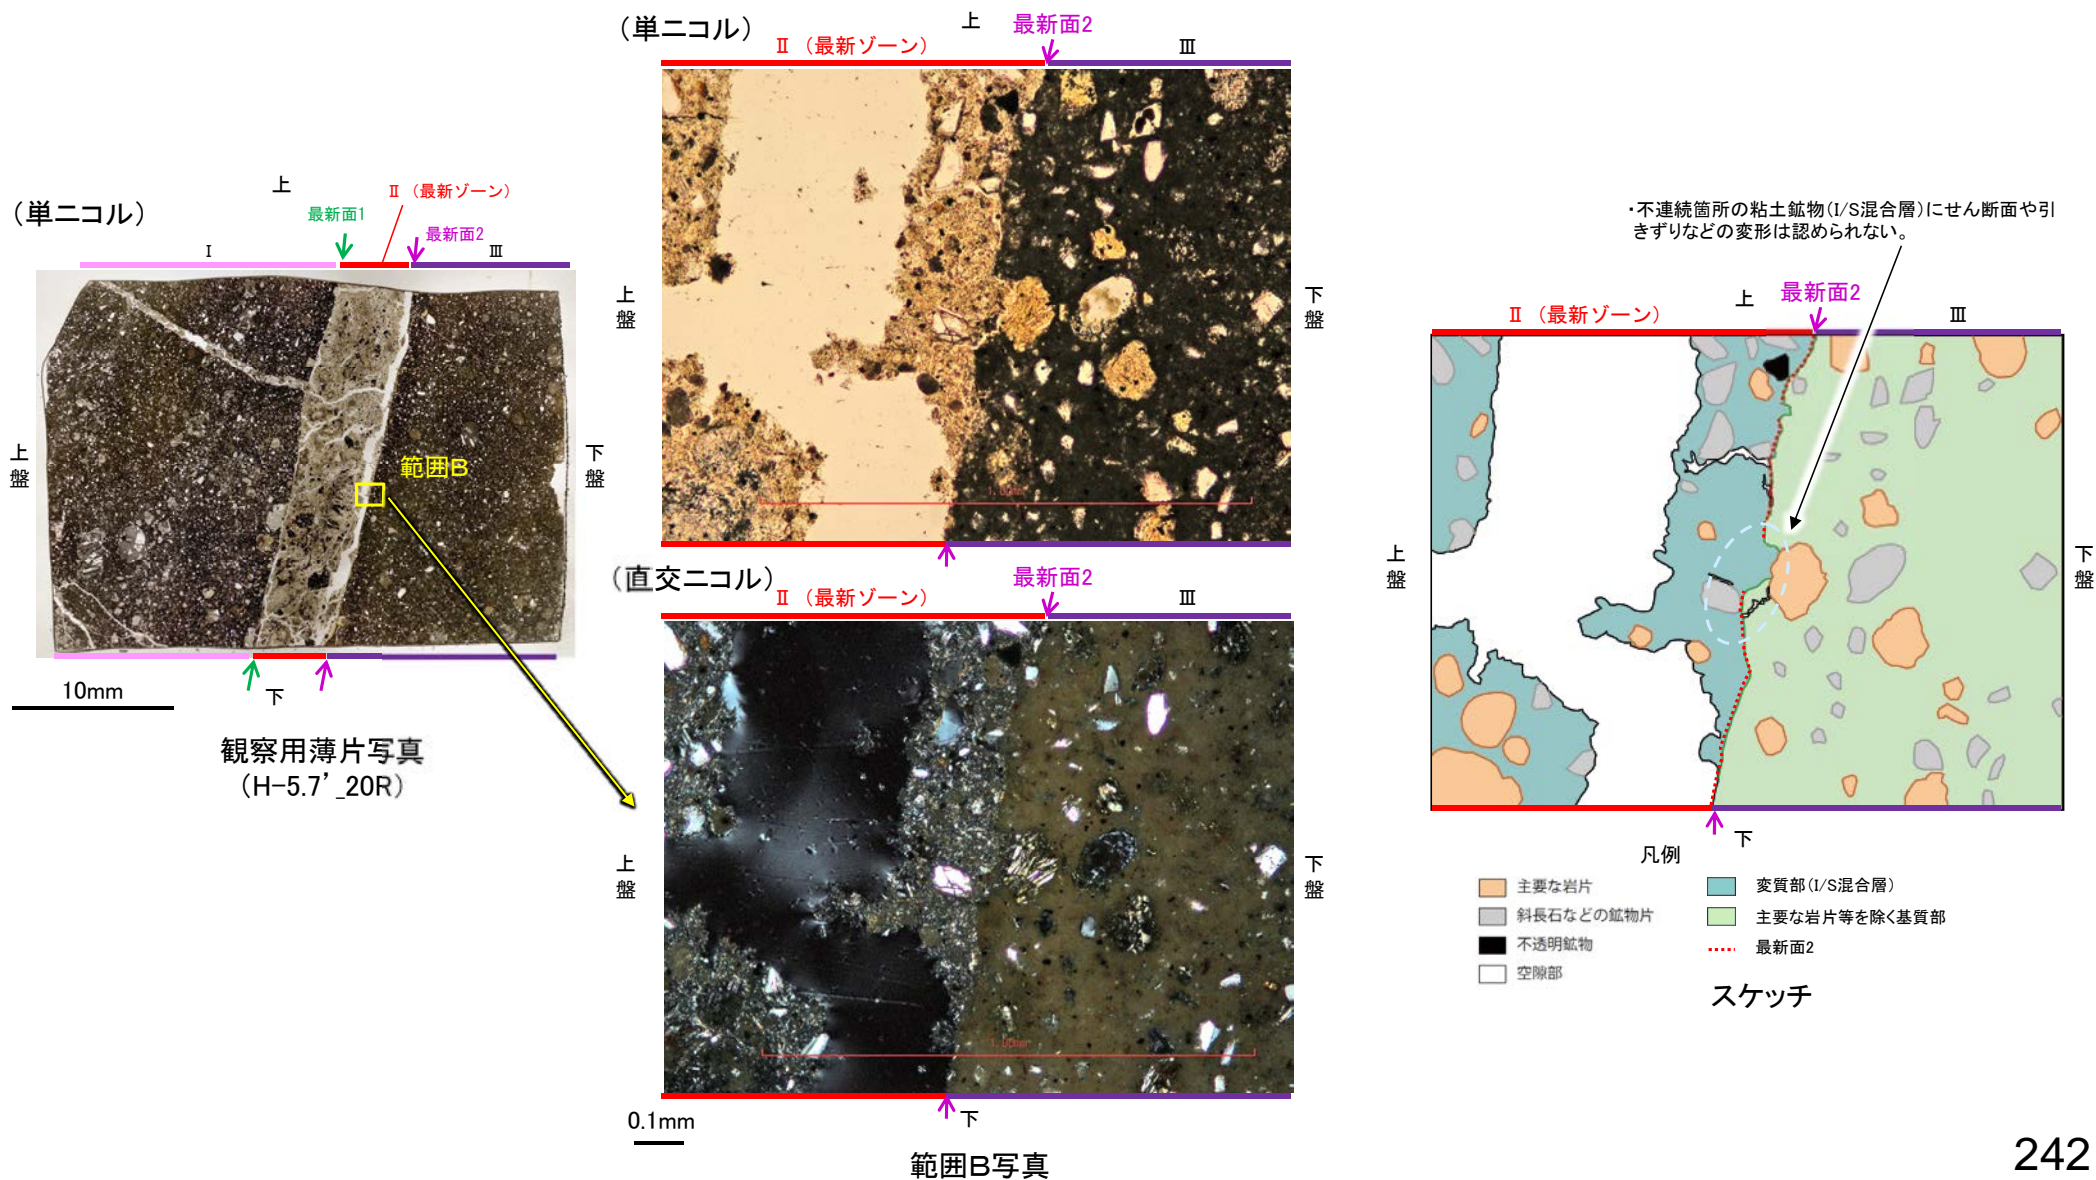 (単ニコル)
上
Ⅱ (最新ゾーン)
最新面1
最新面2
Ⅰ
Ⅲ
上盤
下盤
範囲B
下
10mm
観察用薄片写真
(H-5.7’_20R)
(単ニコル)
上
最新面2
Ⅱ (最新ゾーン)
Ⅲ
上盤
下盤
1.00mm
(直交ニコル)
最新面2
Ⅱ (最新ゾーン)
Ⅲ
上盤
下盤
1.00mm
下
0.1mm
範囲B写真
・不連続箇所の粘土鉱物(I/S混合層)にせん断面や引
きずりなどの変形は認められない。
上
最新面2
Ⅱ (最新ゾーン)
Ⅲ
上盤
下盤
下
凡例
主要な岩片
斜長石などの鉱物片
不透明鉱物
空隙部
変質部(I/S混合層)
主要な岩片等を除く基質部
最新面2
スケッチ
242